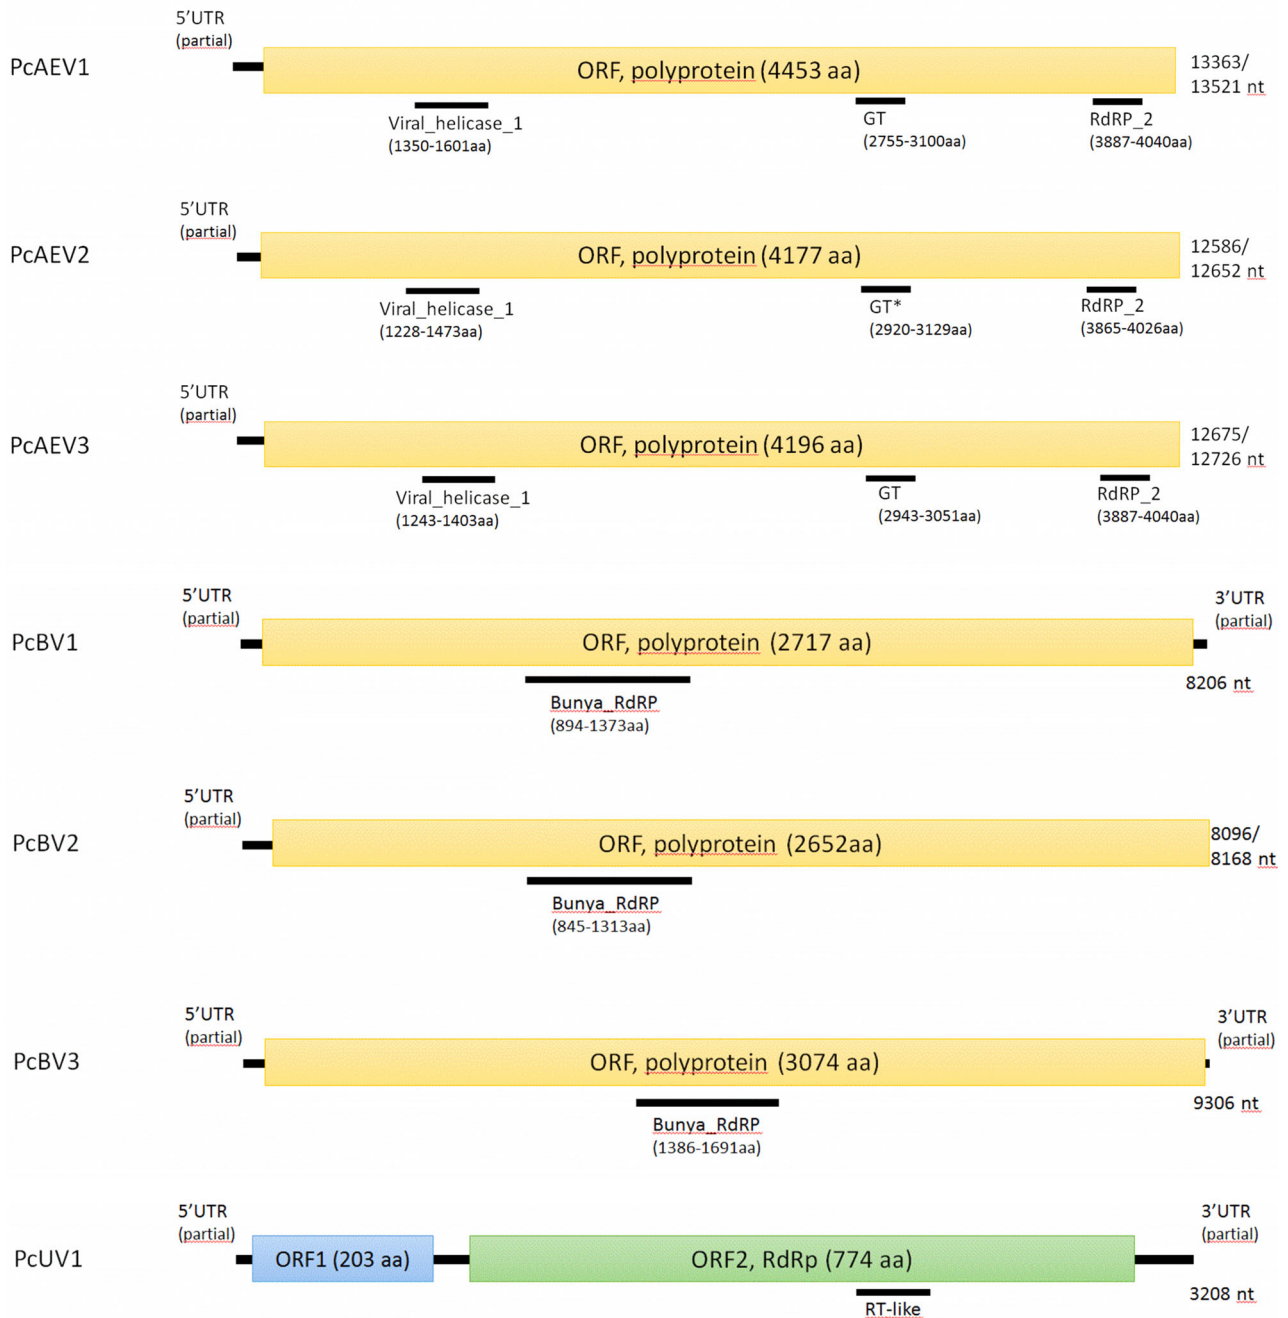 5’UTR
(partial)
PcAEV1
ORF, polyprotein (4453 aa)
13363/
13521 nt
Viral_helicase_1
(1350-1601aa)
GT
(2755-3100aa)
RdRP_2
(3887-4040aa)
5’UTR
(partial)
PcAEV2
ORF, polyprotein (4177 aa)
12586/
12652 nt
Viral_helicase_1
(1228-1473aa)
GT*
(2920-3129aa)
RdRP_2
(3865-4026aa)
5’UTR
(partial)
PcAEV3
ORF, polyprotein (4196 aa)
12675/
12726 nt
Viral_helicase_1
(1243-1403aa)
GT
(2943-3051aa)
RdRP_2
(3887-4040aa)
5’UTR
(partial)
3’UTR
(partial)
PcBV1
ORF, polyprotein (2717 aa)
8206 nt
Bunya_RdRP
(894-1373aa)
5’UTR
(partial)
PcBV2
ORF, polyprotein (2652aa)
8096/
8168 nt
Bunya_RdRP
(845-1313aa)
5’UTR
(partial)
3’UTR
(partial)
PcBV3
ORF, polyprotein (3074 aa)
9306 nt
Bunya_RdRP
(1386-1691aa)
5’UTR
(partial)
3’UTR
(partial)
PcUV1
ORF1 (203 aa)
ORF2, RdRp (774 aa)
3208 nt
RT-like